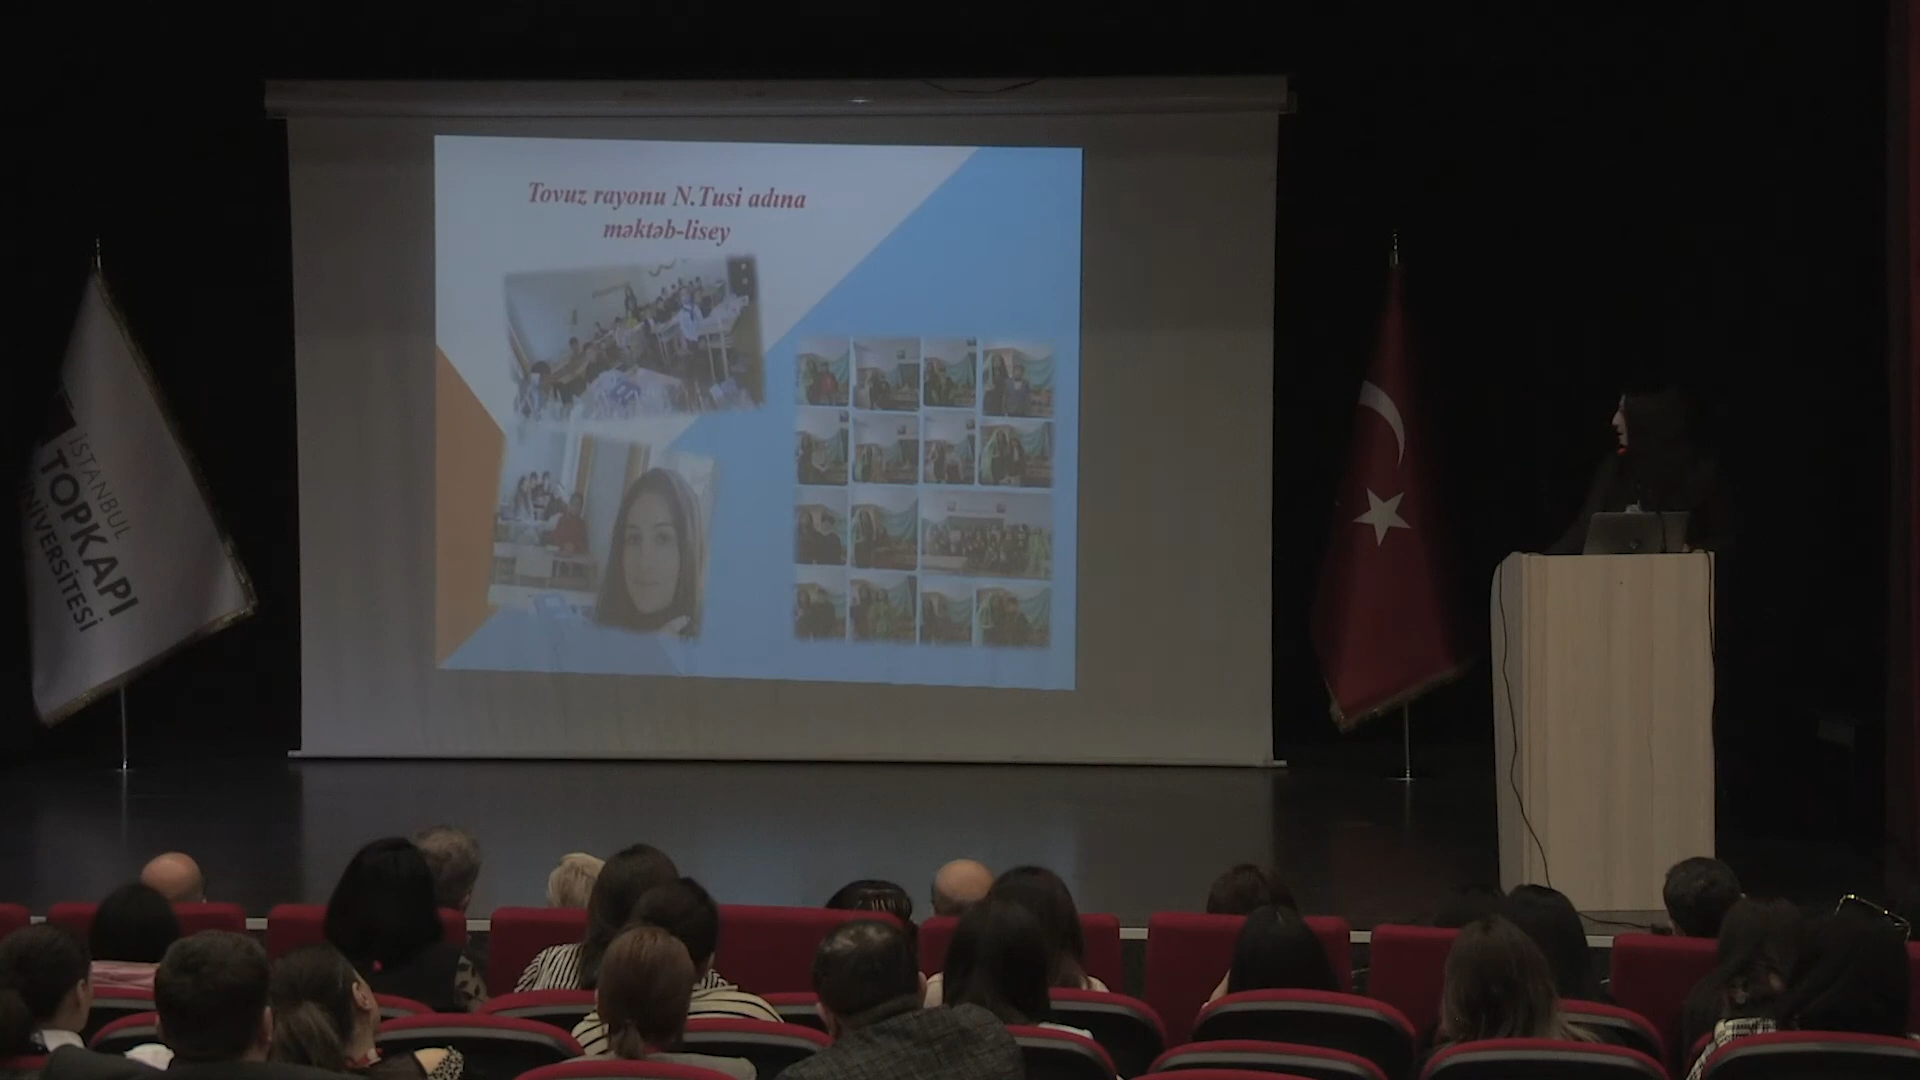 Tovuz rayonu N.Tusi adına
məktəb-lisey
İSTANBUL
TOPKAPI
ÜNİVERSİTESİ